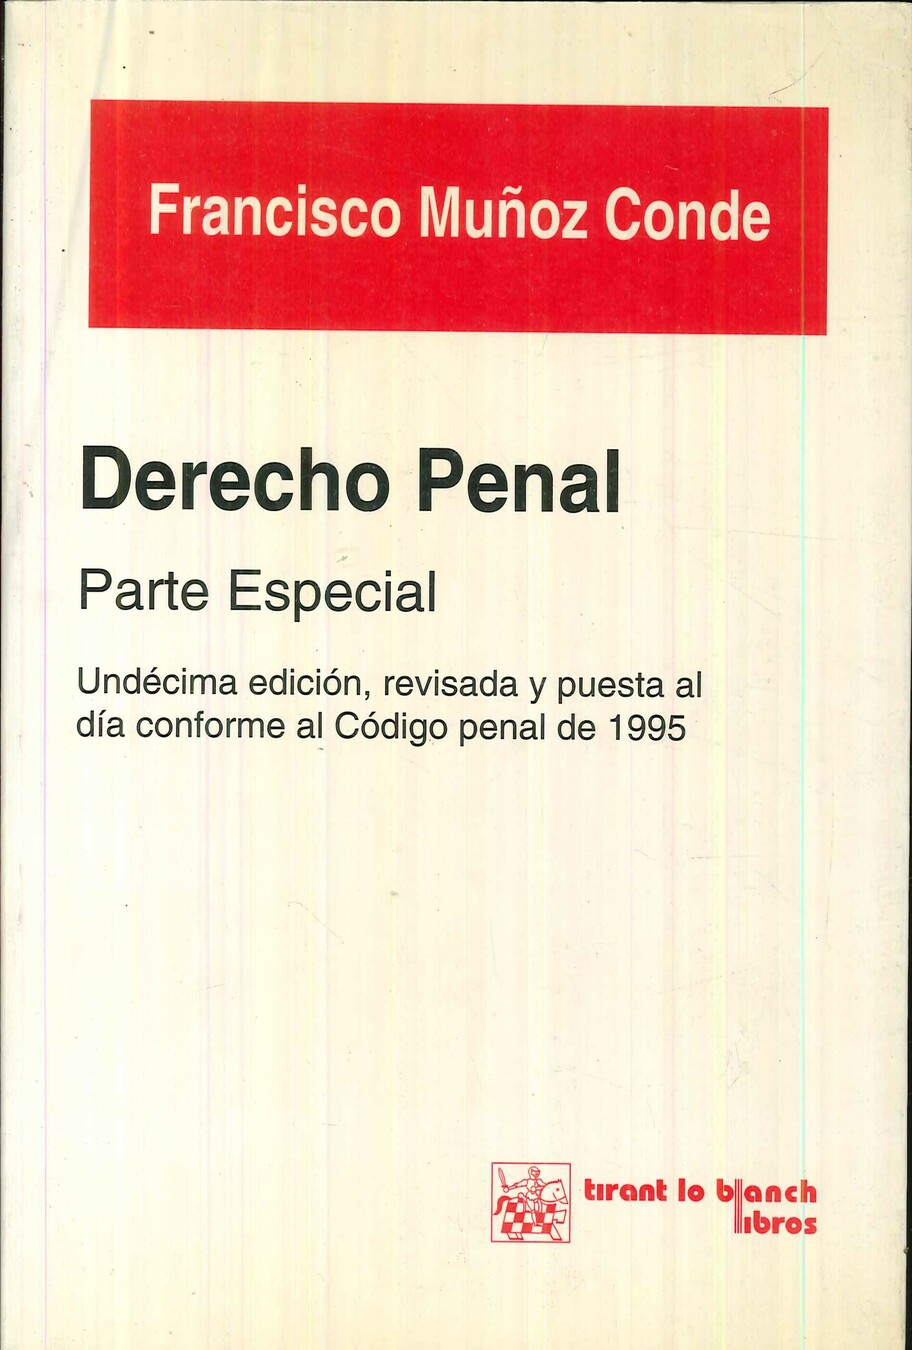 Francisco Muñoz Conde
Derecho Penal
Parte Especial
Undécima edición, revisada y puesta al
día conforme al Código penal de 1995
tirant lo blanch
libros